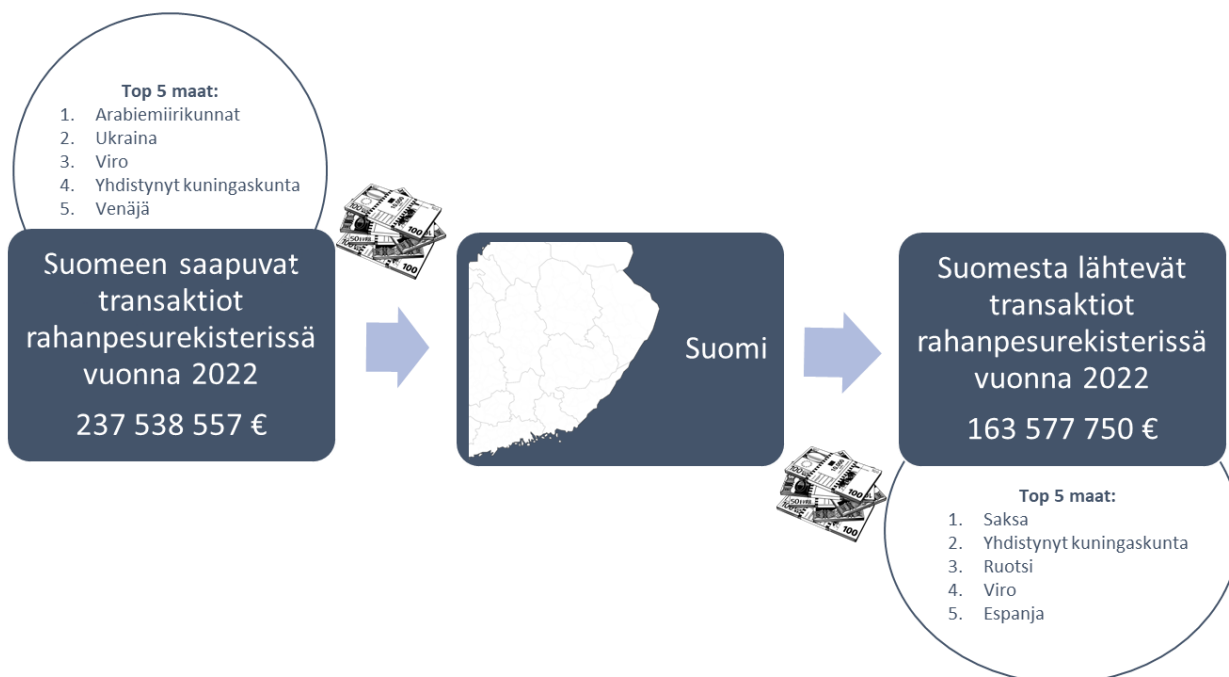 Top 5 maat:
1. Arabiemiirikunnat
2. Ukraina
3. Viro
4. Yhdistynyt kuningaskunta
5. Venäjä
Suomeen saapuvat
transaktiot
rahanpesurekisterissä
vuonna 2022
237 538 557 €
Suomi
Suomesta lähtevät
transaktiot
rahanpesurekisterissä
vuonna 2022
163 577 750 €
Top 5 maat:
1. Saksa
2. Yhdistynyt kuningaskunta
3. Ruotsi
4. Viro
5. Espanja